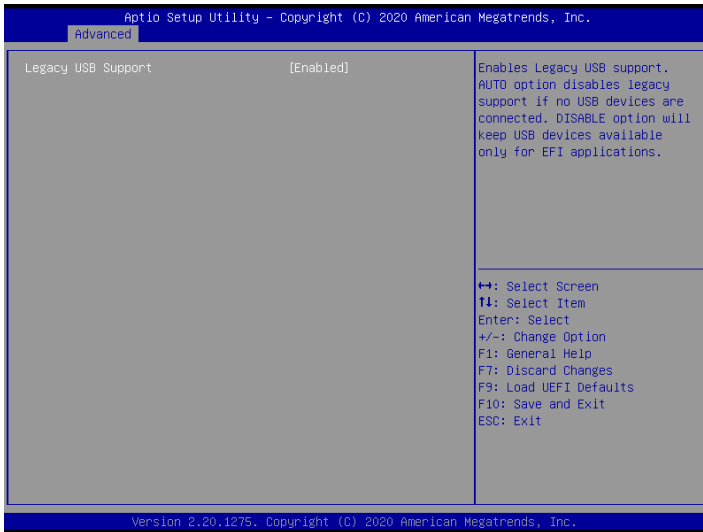 Aptio Setup Utility – Copyright (C) 2020 American Megatrends, Inc.
Advanced
Legacy USB Support [Enabled]
Enables Legacy USB support.
AUTO option disables legacy
support if no USB devices are
connected. DISABLE option will
keep USB devices available
only for EFI applications.
↔: Select Screen
↑↓: Select Item
Enter: Select
+/-: Change Option
F1: General Help
F7: Discard Changes
F9: Load UEFI Defaults
F10: Save and Exit
ESC: Exit
Version 2.20.1275. Copyright (C) 2020 American Megatrends, Inc.